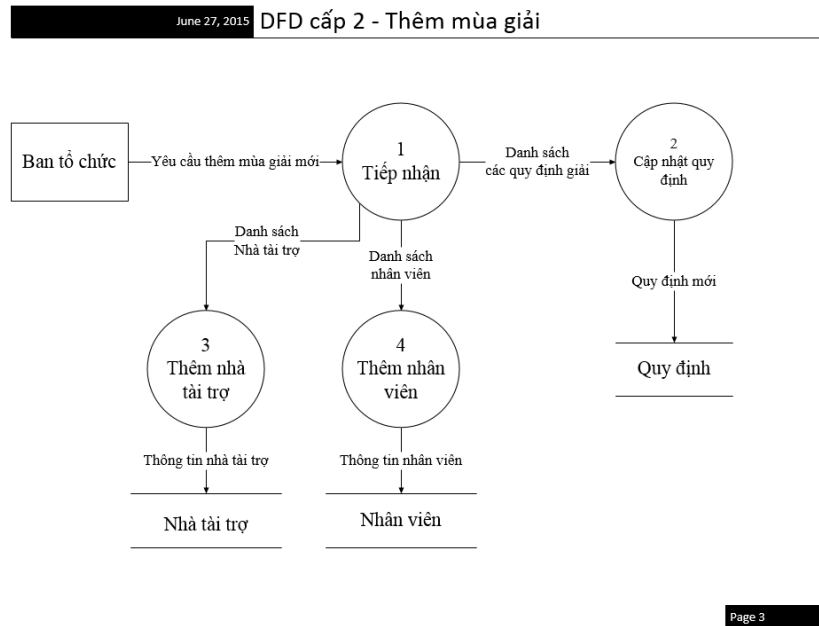 June 27, 2015 DFD cấp 2 - Thêm mùa giải
Ban tổ chức
Yêu cầu thêm mùa giải mới
1
Tiếp nhận
Danh sách
các quy định giải
2
Cập nhật quy
định
Danh sách
Nhà tài trợ
Danh sách
nhân viên
Quy định mới
3
Thêm nhà
tài trợ
4
Thêm nhân
viên
Quy định
Thông tin nhà tài trợ
Thông tin nhân viên
Nhà tài trợ
Nhân viên
Page 3